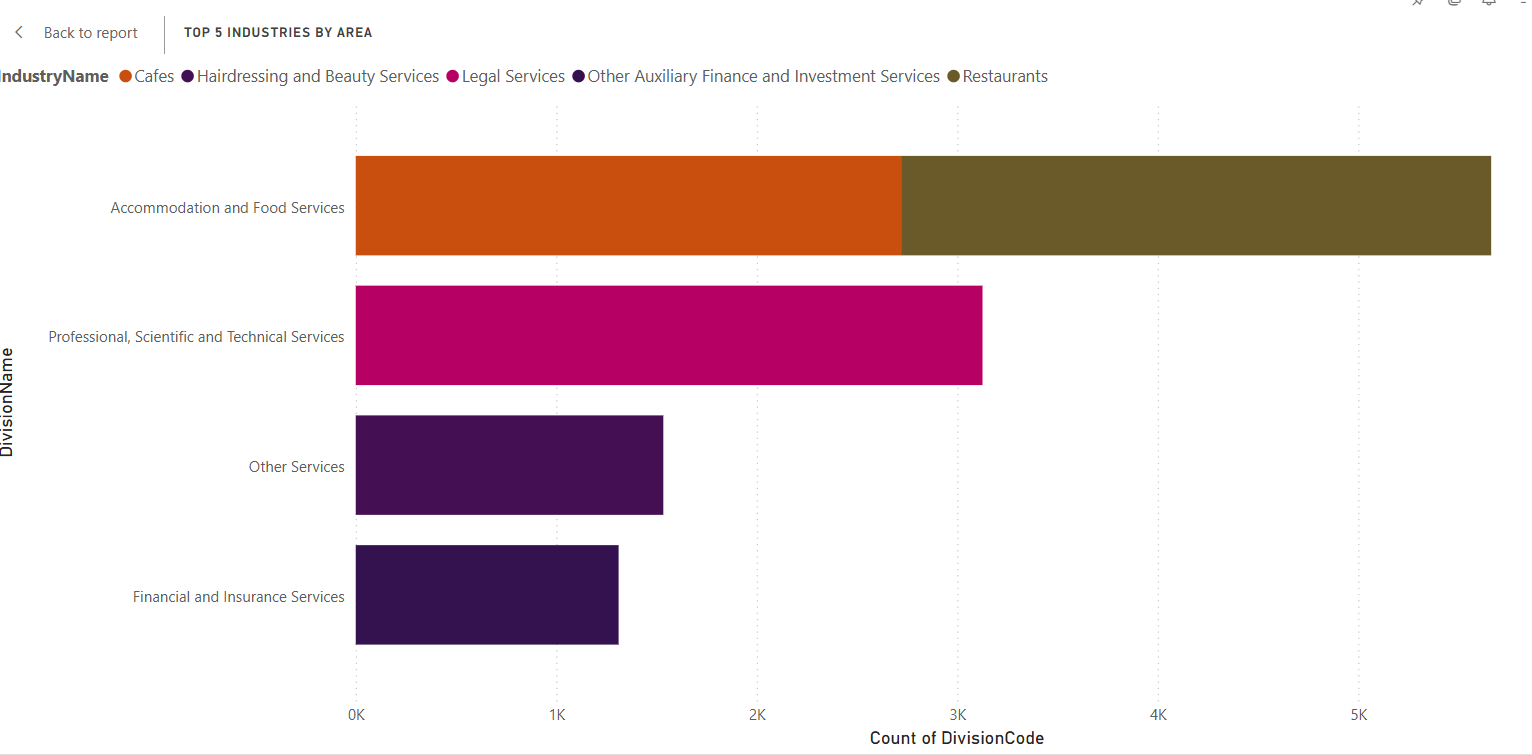 Back to report
TOP 5 INDUSTRIES BY AREA
IndustryName Cafes Hairdressing and Beauty Services Legal Services Other Auxiliary Finance and Investment Services Restaurants
DivisionName
Accommodation and Food Services
Professional, Scientific and Technical Services
Other Services
Financial and Insurance Services
0K 1K 2K 3K 4K 5K
Count of DivisionCode